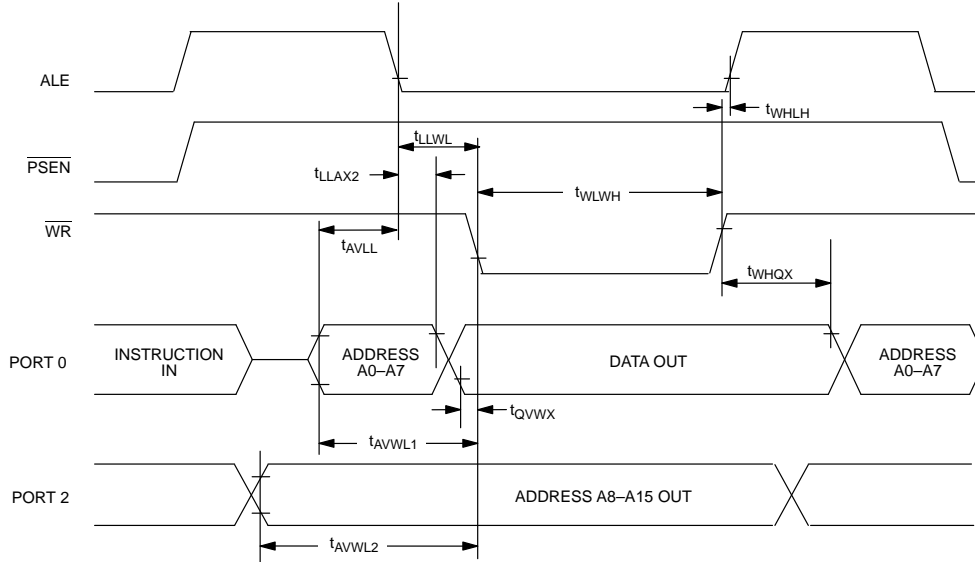 ALE
tWHLH
tLLWL
PSEN
tLLAX2
tWLWH
WR
tAVLL
tWHQX
PORT 0
INSTRUCTION
IN
ADDRESS
A0–A7
DATA OUT
ADDRESS
A0–A7
tQVWX
tAVWL1
PORT 2
ADDRESS A8–A15 OUT
tAVWL2